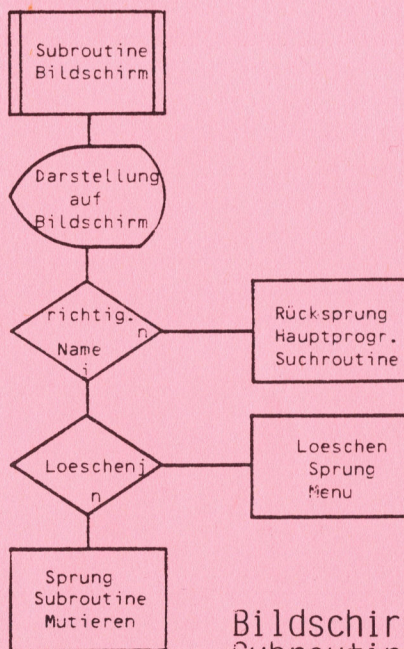 Subroutine
Bildschirm
Darstellung
auf
Bildschirm
richtig.
n
Name
j
Rücksprung
Hauptprogr.
Suchroutine
Loeschen
j
n
Loeschen
Sprung
Menu
Sprung
Subroutine
Mutieren